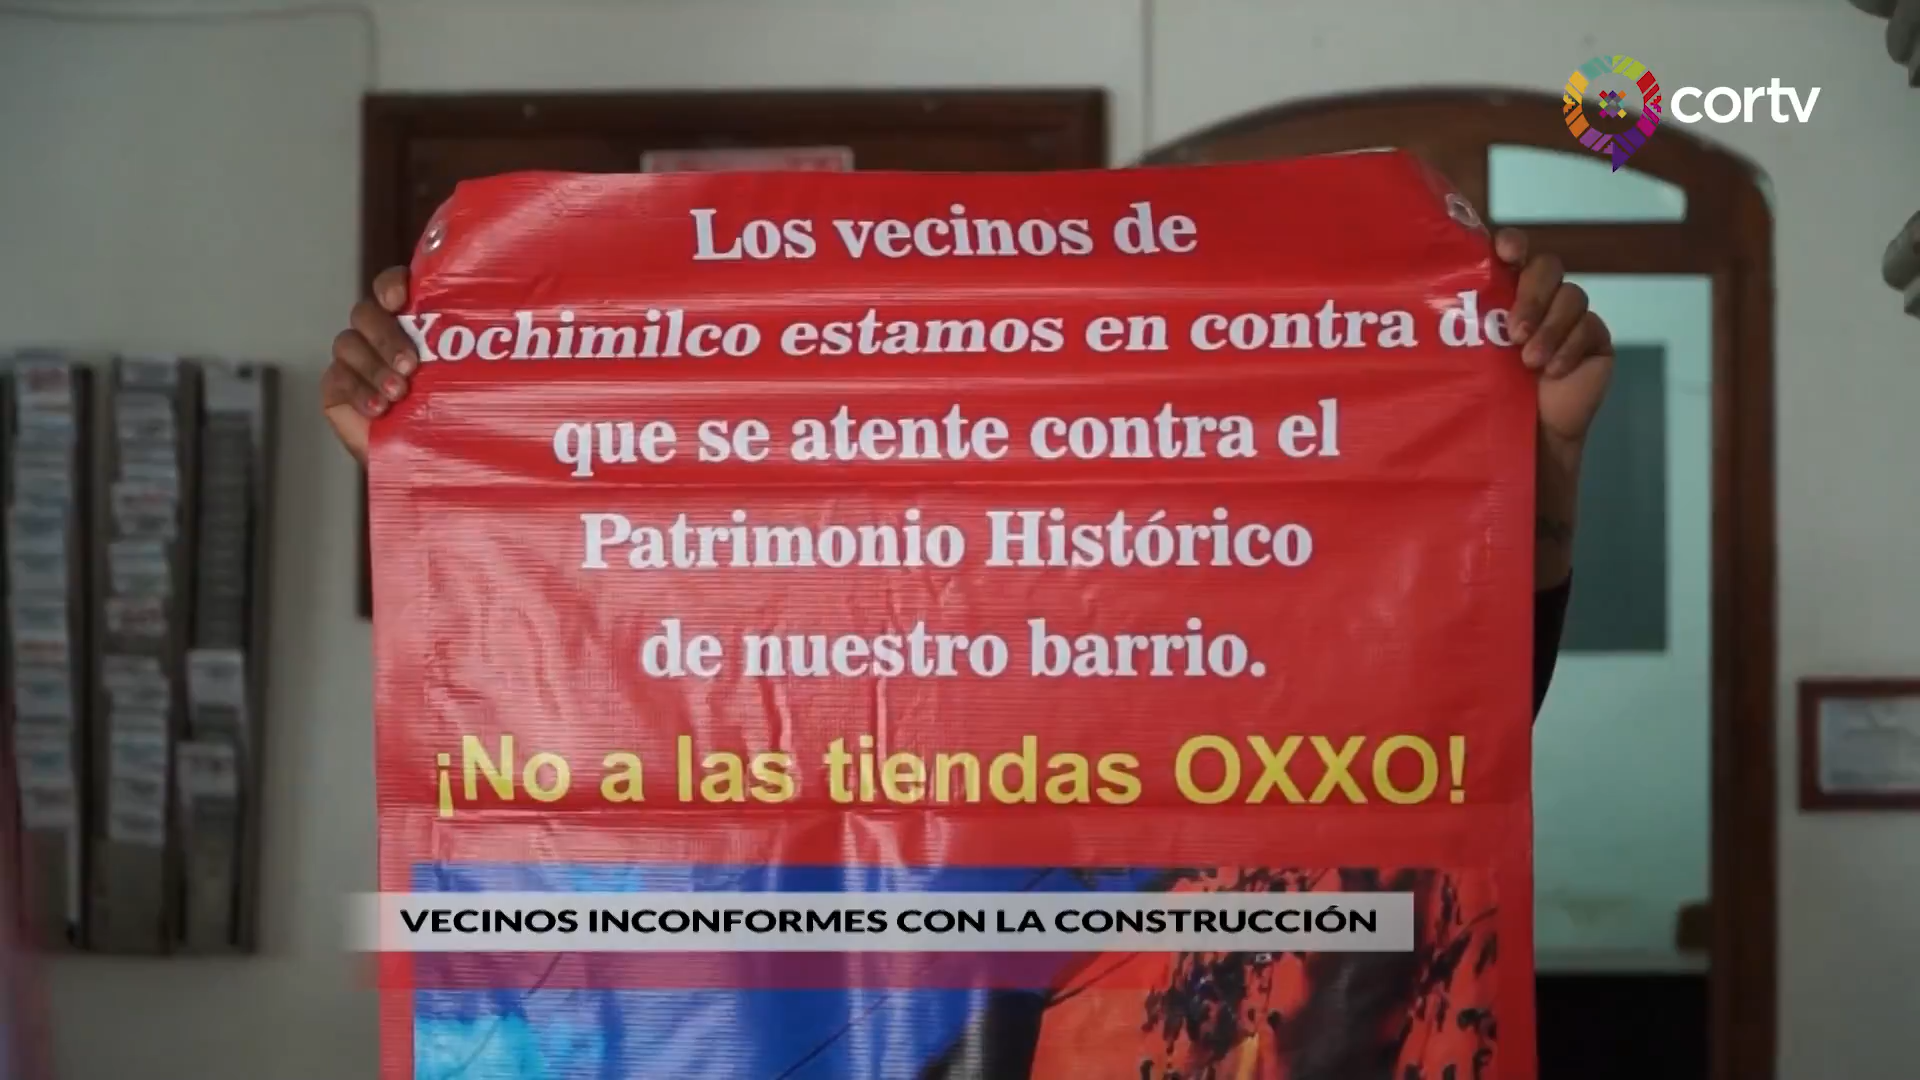 cortv
Los vecinos de
Xochimilco estamos en contra de
que se atente contra el
Patrimonio Histórico
de nuestro barrio.
¡No a las tiendas OXXO!
VECINOS INCONFORMES CON LA CONSTRUCCIÓN